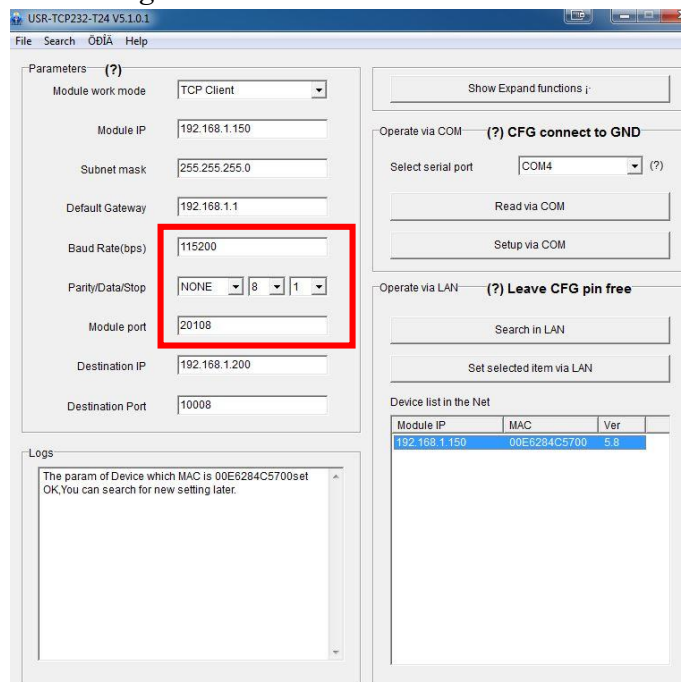 USR-TCP232-T24 V5.1.0.1
File Search ÖÐÎÄ Help
Parameters (?)
Module work mode TCP Client
Module IP 192.168.1.150
Subnet mask 255.255.255.0
Default Gateway 192.168.1.1
Baud Rate(bps) 115200
Parity/Data/Stop NONE 8 1
Module port 20108
Destination IP 192.168.1.200
Destination Port 10008
Logs
The param of Device which MAC is 00E6284C5700set
OK,You can search for new setting later.
Show Expand functions ¡·
Operate via COM (?) CFG connect to GND
Select serial port COM4 (?)
Read via COM
Setup via COM
Operate via LAN (?) Leave CFG pin free
Search in LAN
Set selected item via LAN
Device list in the Net
Module IP MAC Ver
192.168.1.150 00E6284C5700 5.8